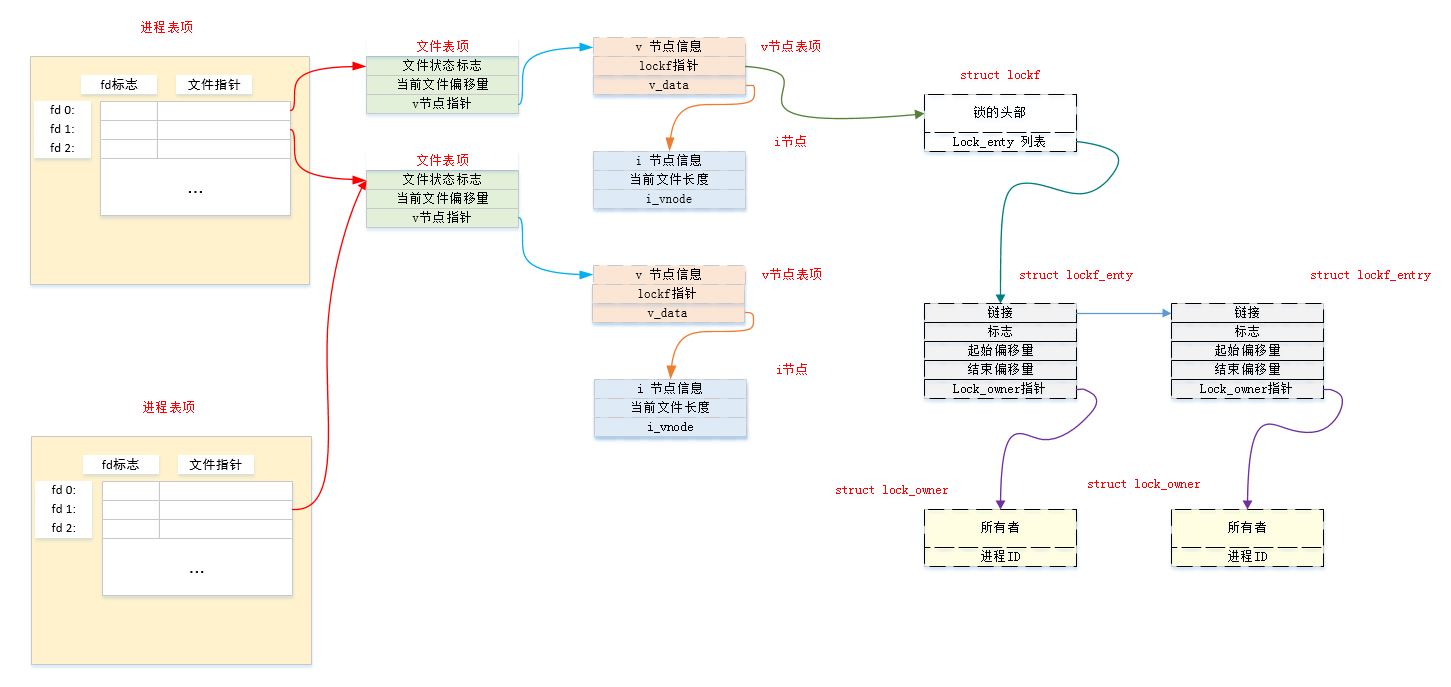 进程表项
fd标志
文件指针
fd 0:
fd 1:
fd 2:
...
文件表项
文件状态标志
当前文件偏移量
v节点指针
文件表项
文件状态标志
当前文件偏移量
v节点指针
v 节点信息
lockf指针
v_data
v节点表项
i节点
i 节点信息
当前文件长度
i_vnode
v 节点信息
lockf指针
v_data
v节点表项
i节点
i 节点信息
当前文件长度
i_vnode
struct lockf
锁的头部
Lock_enty 列表
struct lockf_enty
链接
标志
起始偏移量
结束偏移量
Lock_owner指针
struct lockf_entry
链接
标志
起始偏移量
结束偏移量
Lock_owner指针
struct lock_owner
所有者
进程ID
struct lock_owner
所有者
进程ID
进程表项
fd标志
文件指针
fd 0:
fd 1:
fd 2:
...